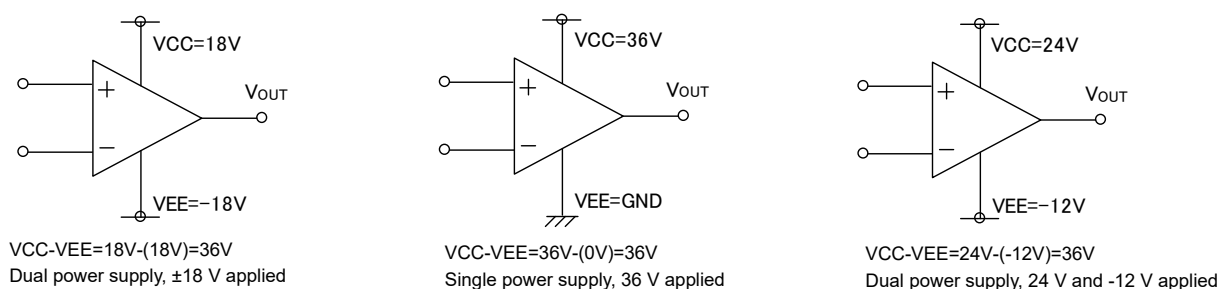 VCC=18V
+
VOUT
−
VEE=−18V
VCC-VEE=18V-(18V)=36V
Dual power supply, ±18 V applied
VCC=36V
+
VOUT
−
VEE=GND
VCC-VEE=36V-(0V)=36V
Single power supply, 36 V applied
VCC=24V
+
VOUT
−
VEE=−12V
VCC-VEE=24V-(-12V)=36V
Dual power supply, 24 V and -12 V applied